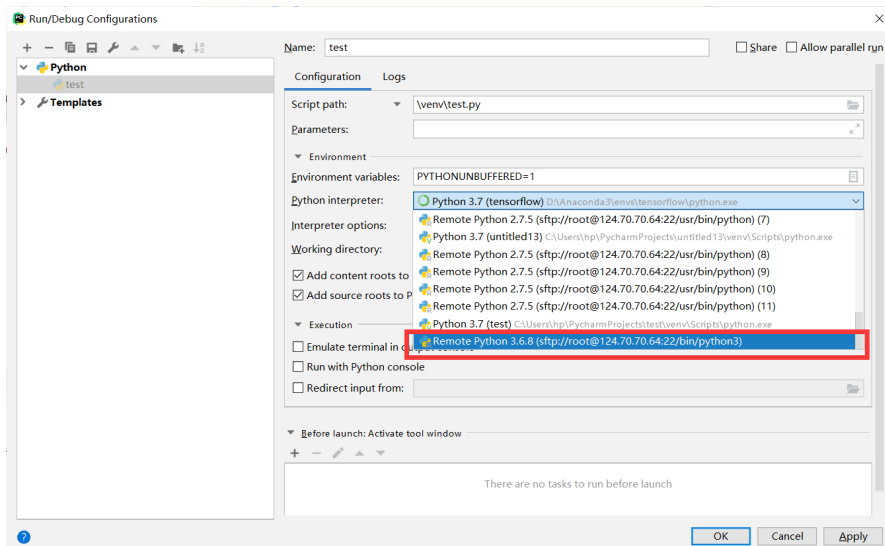 Run/Debug Configurations
Name: test Share Allow parallel run
Python
test
Templates
Configuration Logs
Script path: \venv\test.py
Parameters:
Environment
Environment variables: PYTHONUNBUFFERED=1
Python interpreter: Python 3.7 (tensorflow) D:\Anaconda3\envs\tensorflow\python.exe
Remote Python 2.7.5 (sftp://root@124.70.70.64:22/usr/bin/python) (7)
Interpreter options:
Python 3.7 (untitled13) C:\Users\hp\PycharmProjects\untitled13\venv\Scripts\python.exe
Working directory:
Remote Python 2.7.5 (sftp://root@124.70.70.64:22/usr/bin/python) (8)
Add content roots to
Remote Python 2.7.5 (sftp://root@124.70.70.64:22/usr/bin/python) (9)
Remote Python 2.7.5 (sftp://root@124.70.70.64:22/usr/bin/python) (10)
Add source roots to P
Remote Python 2.7.5 (sftp://root@124.70.70.64:22/usr/bin/python) (11)
Execution
Python 3.7 (test) C:\Users\hp\PycharmProjects\test\venv\Scripts\python.exe
Remote Python 3.6.8 (sftp://root@124.70.70.64:22/bin/python3)
Emulate terminal in output console
Run with Python console
Redirect input from:
Before launch: Activate tool window
There are no tasks to run before launch
OK Cancel Apply